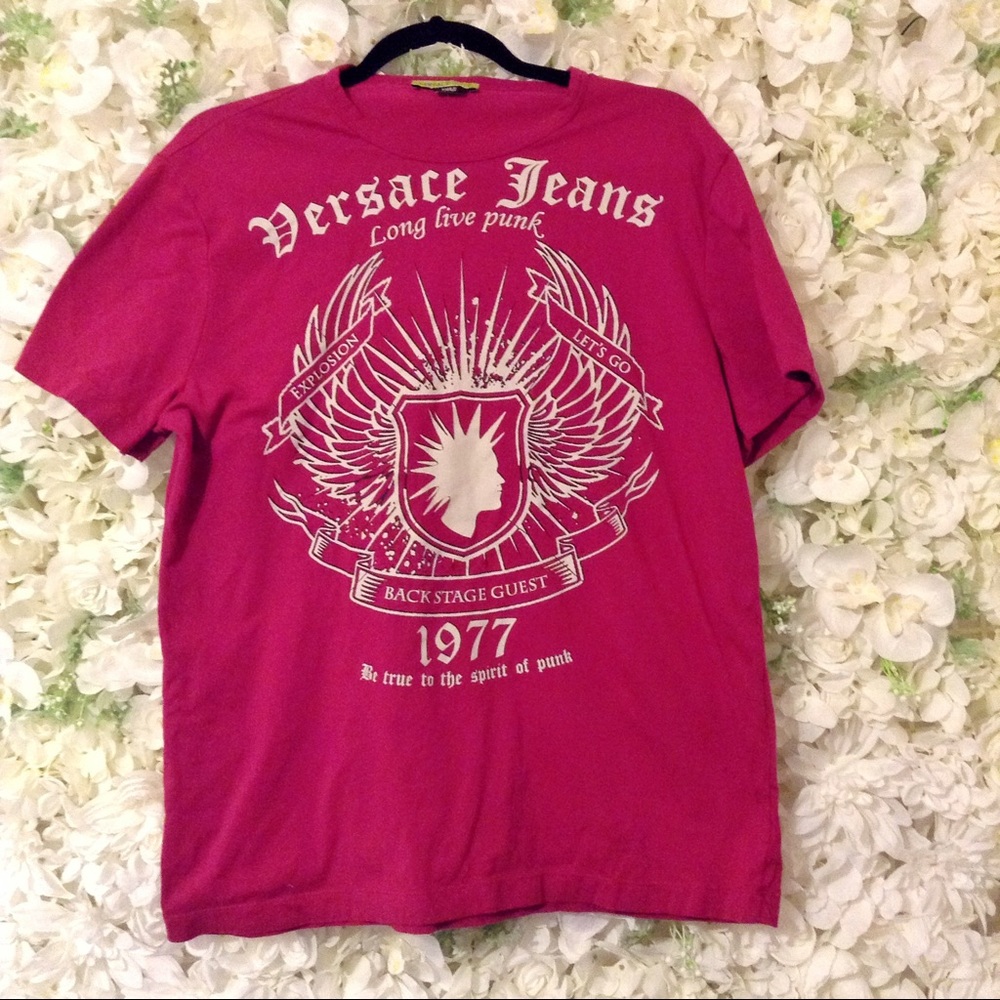 Versace Jeans
Long live punk
EXPLOSION
LET'S GO
BACK STAGE GUEST
1977
Be true to the spirit of punk